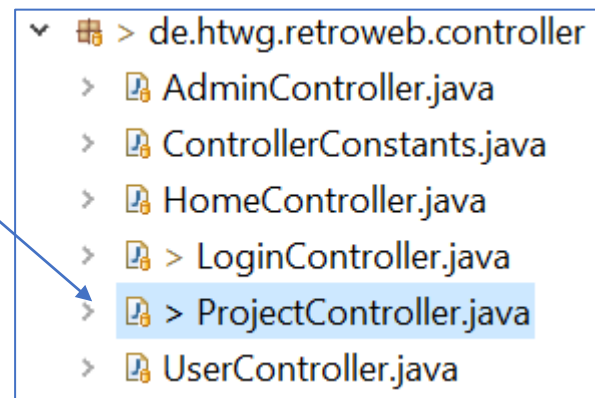 > de.htwg.retroweb.controller
AdminController.java
ControllerConstants.java
HomeController.java
> LoginController.java
> ProjectController.java
UserController.java